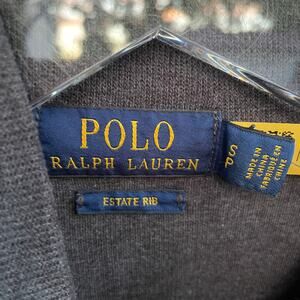 POLO
RALPH LAUREN
ESTATE RIB
S/P
MADE IN
CHINA
FABRIQUÉ EN
CHINE